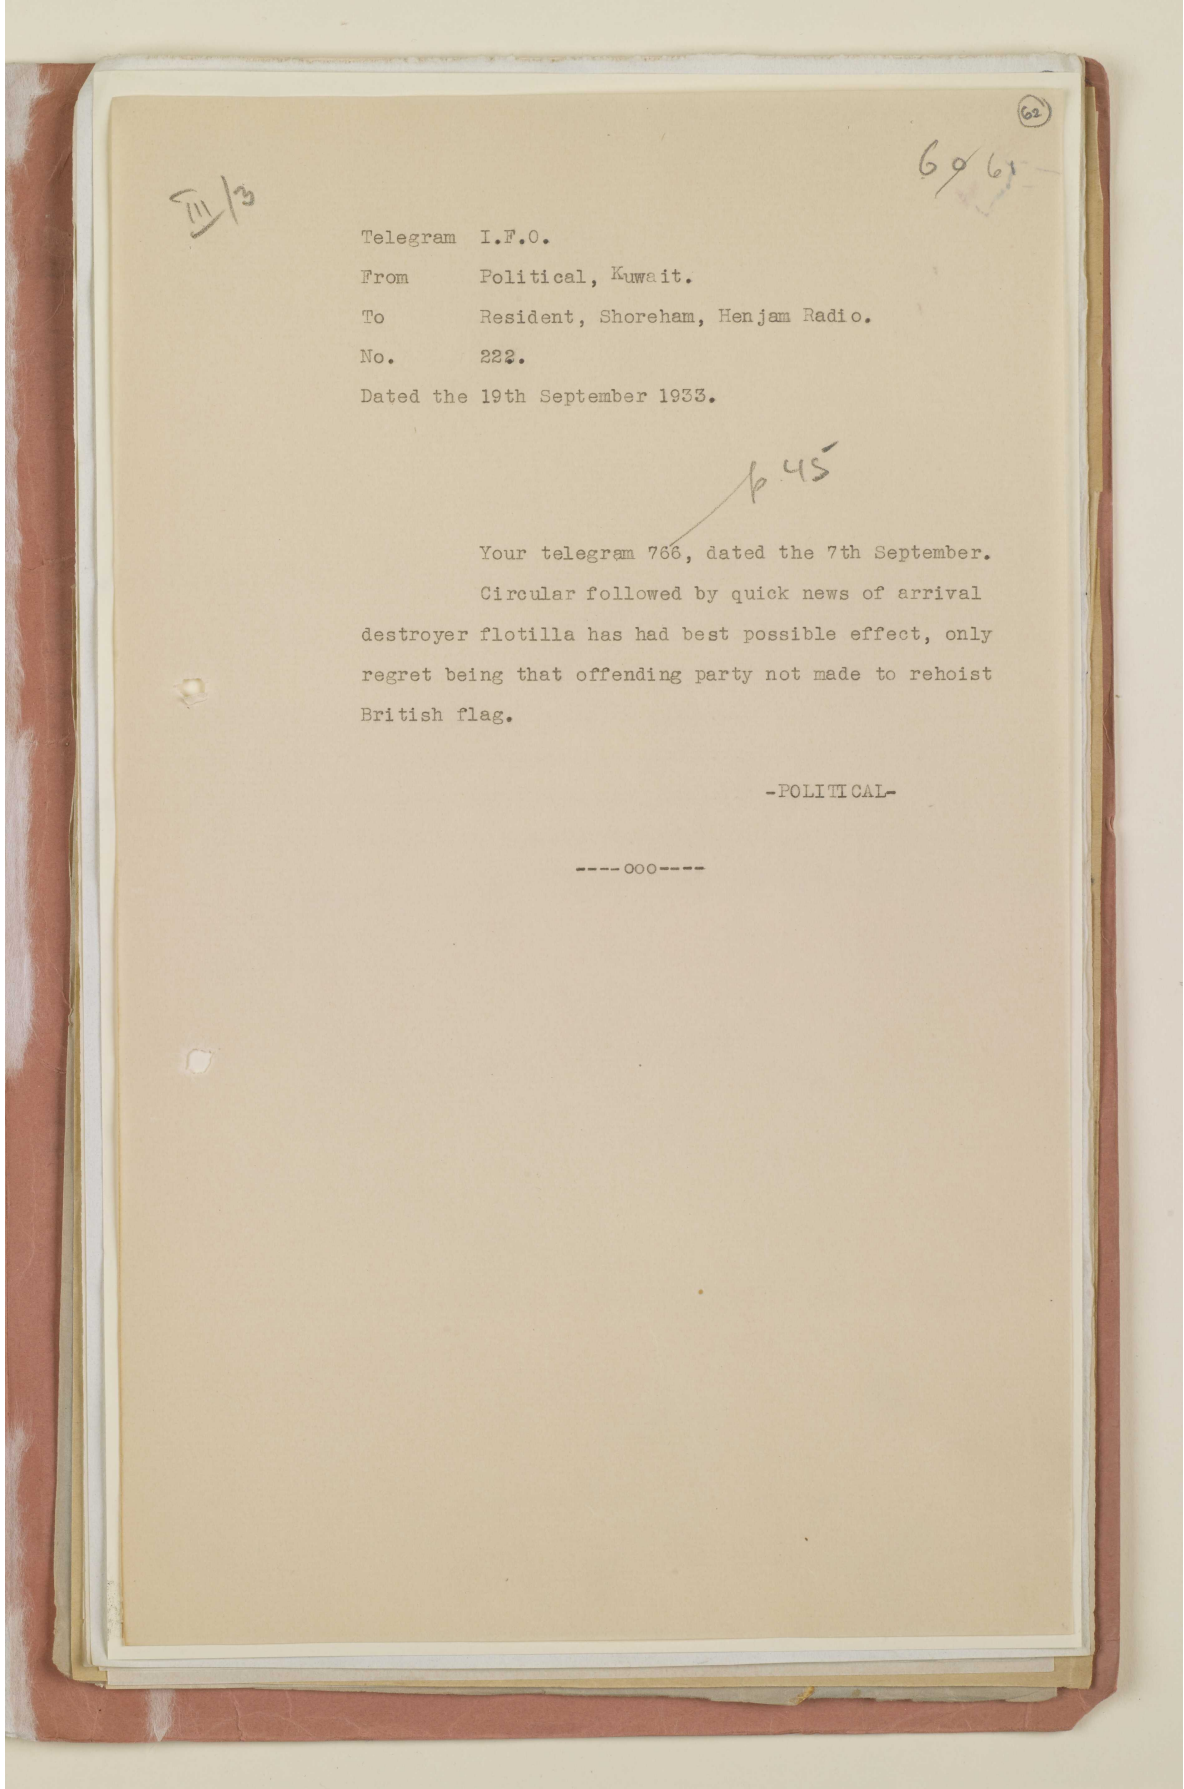 62
III/3
Telegram I.F.O.
From Political, Kuwait.
To Resident, Shoreham, Henjam Radio.
No. 222.
Dated the 19th September 1933.
p. 45
Your telegram 766, dated the 7th September.
Circular followed by quick news of arrival
destroyer flotilla has had best possible effect, only
regret being that offending party not made to rehoist
British flag.
-POLITICAL-
----ooo----